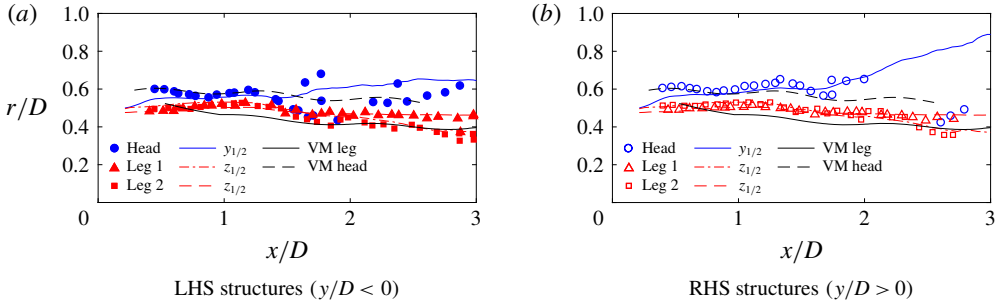 (a)
1.0
0.8
0.6
r/D
0.4
0.2
0
1
2
3
Head
Leg 1
Leg 2
y1/2
z1/2
z1/2
VM leg
VM head
x/D
LHS structures (y/D < 0)
(b)
1.0
0.8
0.6
0.4
0.2
0
1
2
3
Head
Leg 1
Leg 2
y1/2
z1/2
z1/2
VM leg
VM head
x/D
RHS structures (y/D > 0)